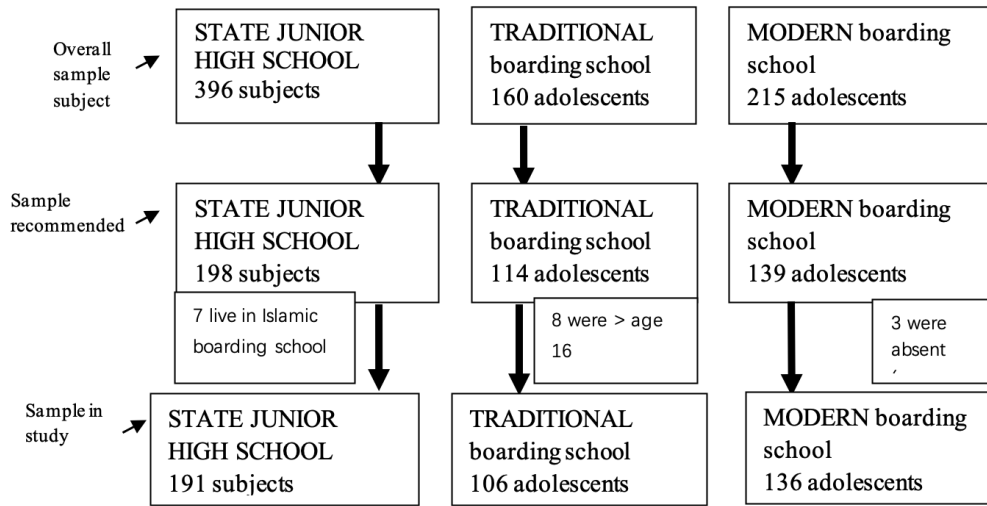 Overall
sample
subject
STATE JUNIOR
HIGH SCHOOL
396 subjects
TRADITIONAL
boarding school
160 adolescents
MODERN boarding
school
215 adolescents
Sample
recommended
STATE JUNIOR
HIGH SCHOOL
198 subjects
TRADITIONAL
boarding school
114 adolescents
MODERN boarding
school
139 adolescents
7 live in Islamic
boarding school
8 were > age
16
3 were
absent
Sample in
study
STATE JUNIOR
HIGH SCHOOL
191 subjects
TRADITIONAL
boarding school
106 adolescents
MODERN boarding
school
136 adolescents